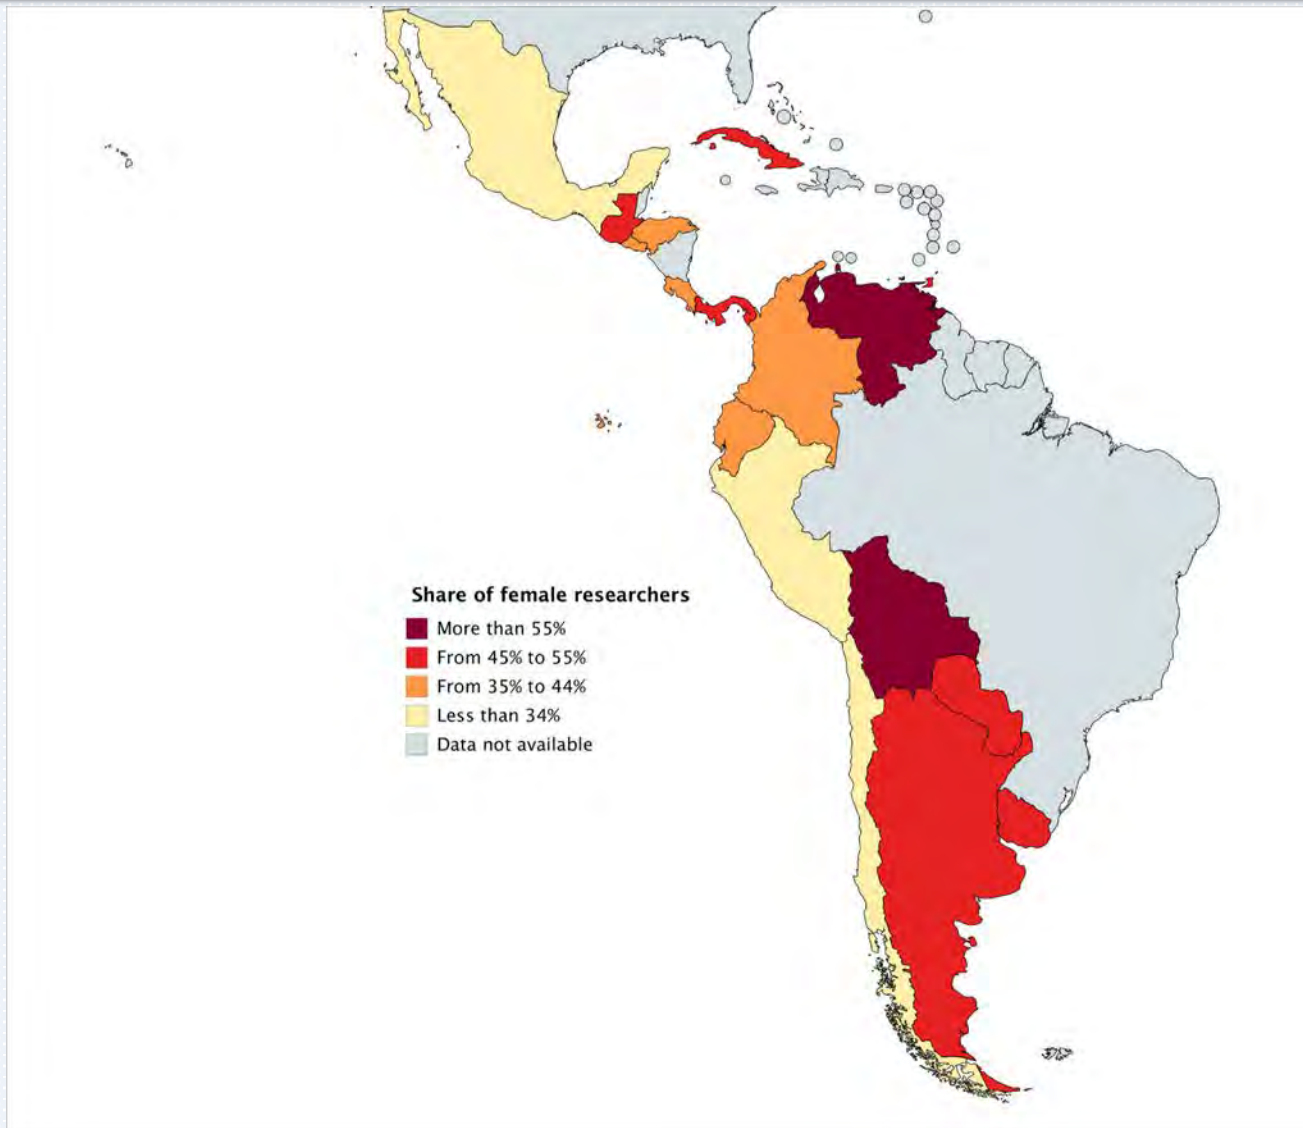 Share of female researchers
More than 55%
From 45% to 55%
From 35% to 44%
Less than 34%
Data not available